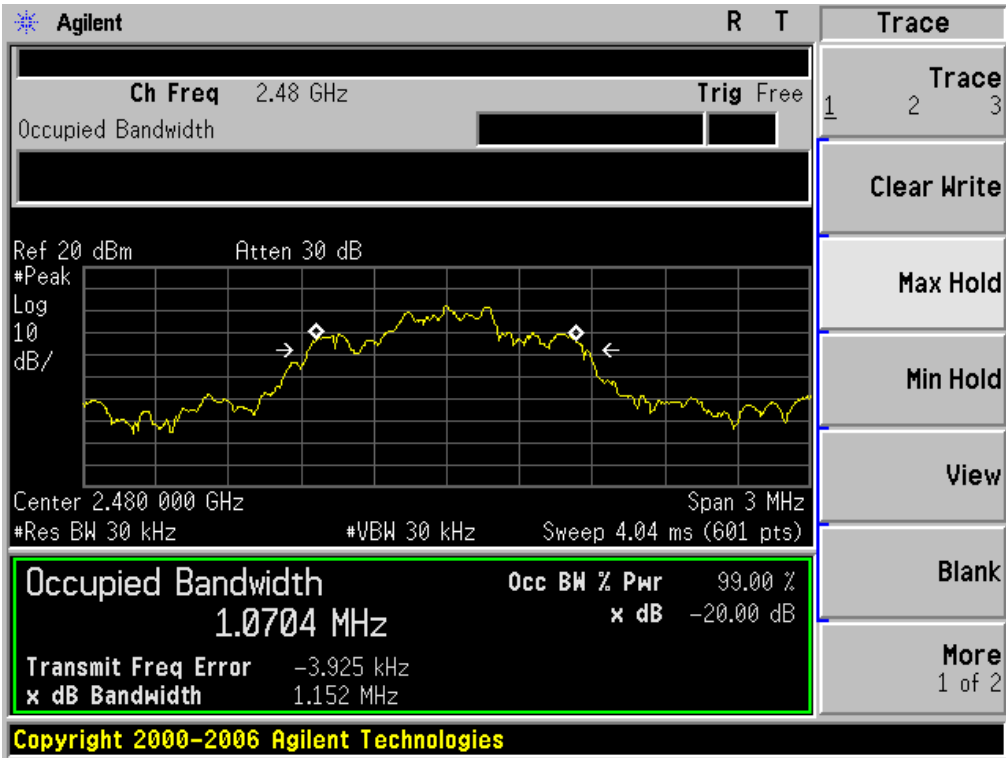 Agilent R T
Ch Freq 2.48 GHz Trig Free
Occupied Bandwidth
Ref 20 dBm Atten 30 dB
#Peak
Log
10
dB/
Center 2.480 000 GHz Span 3 MHz
#Res BW 30 kHz #VBW 30 kHz Sweep 4.04 ms (601 pts)
Occupied Bandwidth
1.0704 MHz
Occ BW % Pwr 99.00 %
x dB -20.00 dB
Transmit Freq Error -3.925 kHz
x dB Bandwidth 1.152 MHz
Copyright 2000-2006 Agilent Technologies
Trace
Trace
1 2 3
Clear Write
Max Hold
Min Hold
View
Blank
More
1 of 2